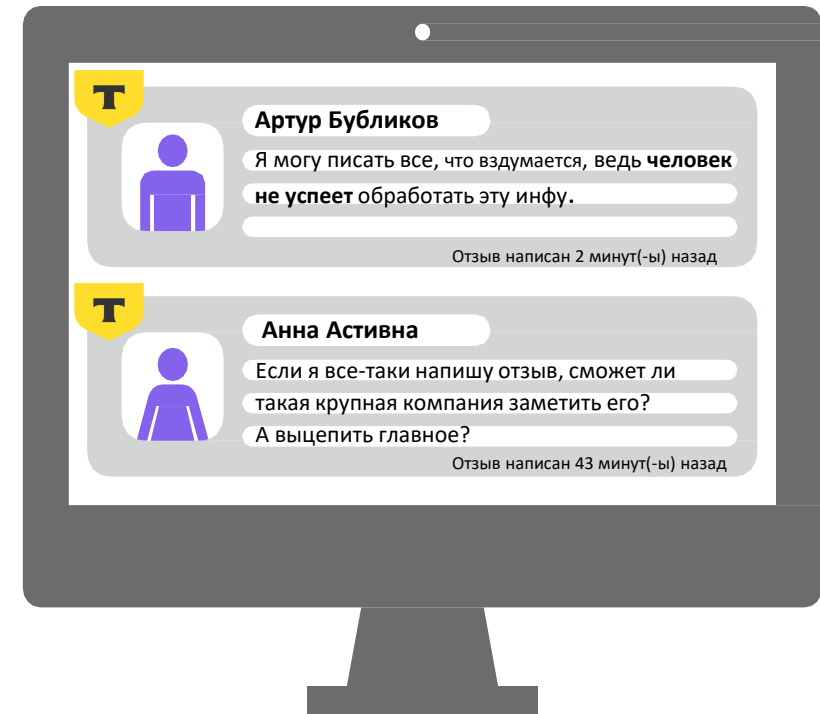 Т
Артур Бубликов
Я могу писать все, что вздумается, ведь человек
не успеет обработать эту инфу.
Отзыв написан 2 минут(-ы) назад
Т
Анна Астивна
Если я все-таки напишу отзыв, сможет ли
такая крупная компания заметить его?
А выцепить главное?
Отзыв написан 43 минут(-ы) назад